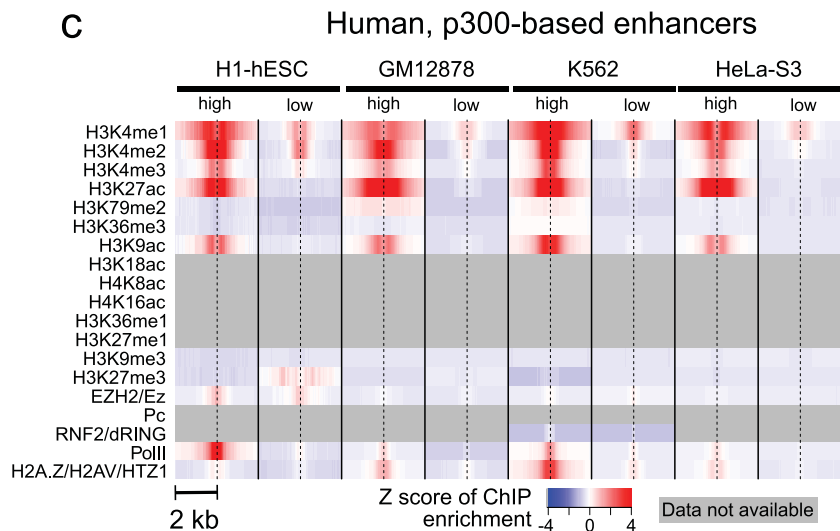 c
Human, p300-based enhancers
H1-hESC GM12878 K562 HeLa-S3
high low high low high low high low
H3K4me1
H3K4me2
H3K4me3
H3K27ac
H3K79me2
H3K36me3
H3K9ac
H3K18ac
H4K8ac
H4K16ac
H3K36me1
H3K27me1
H3K9me3
H3K27me3
EZH2/Ez
Pc
RNF2/dRING
PolII
H2A.Z/H2AV/HTZ1
2 kb
Z score of ChIP
enrichment
-4 0 4
Data not available